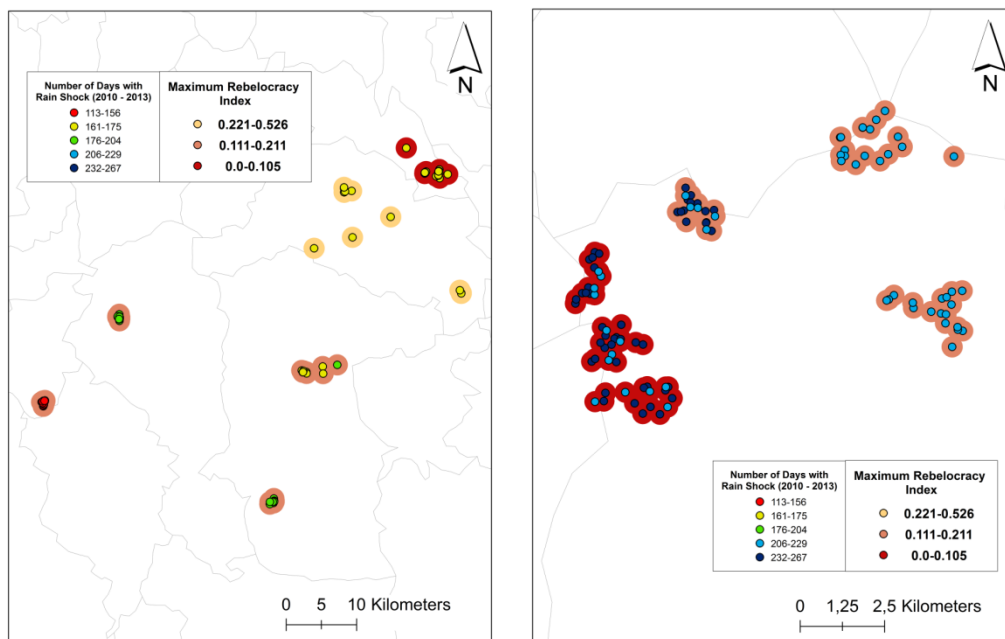 N
Number of Days with
Rain Shock (2010 - 2013)
113-156
161-175
176-204
206-229
232-267
Maximum Rebelocracy
Index
0.221-0.526
0.111-0.211
0.0-0.105
0 5 10 Kilometers
N
Number of Days with
Rain Shock (2010 - 2013)
113-156
161-175
176-204
206-229
232-267
Maximum Rebelocracy
Index
0.221-0.526
0.111-0.211
0.0-0.105
0 1,25 2,5 Kilometers